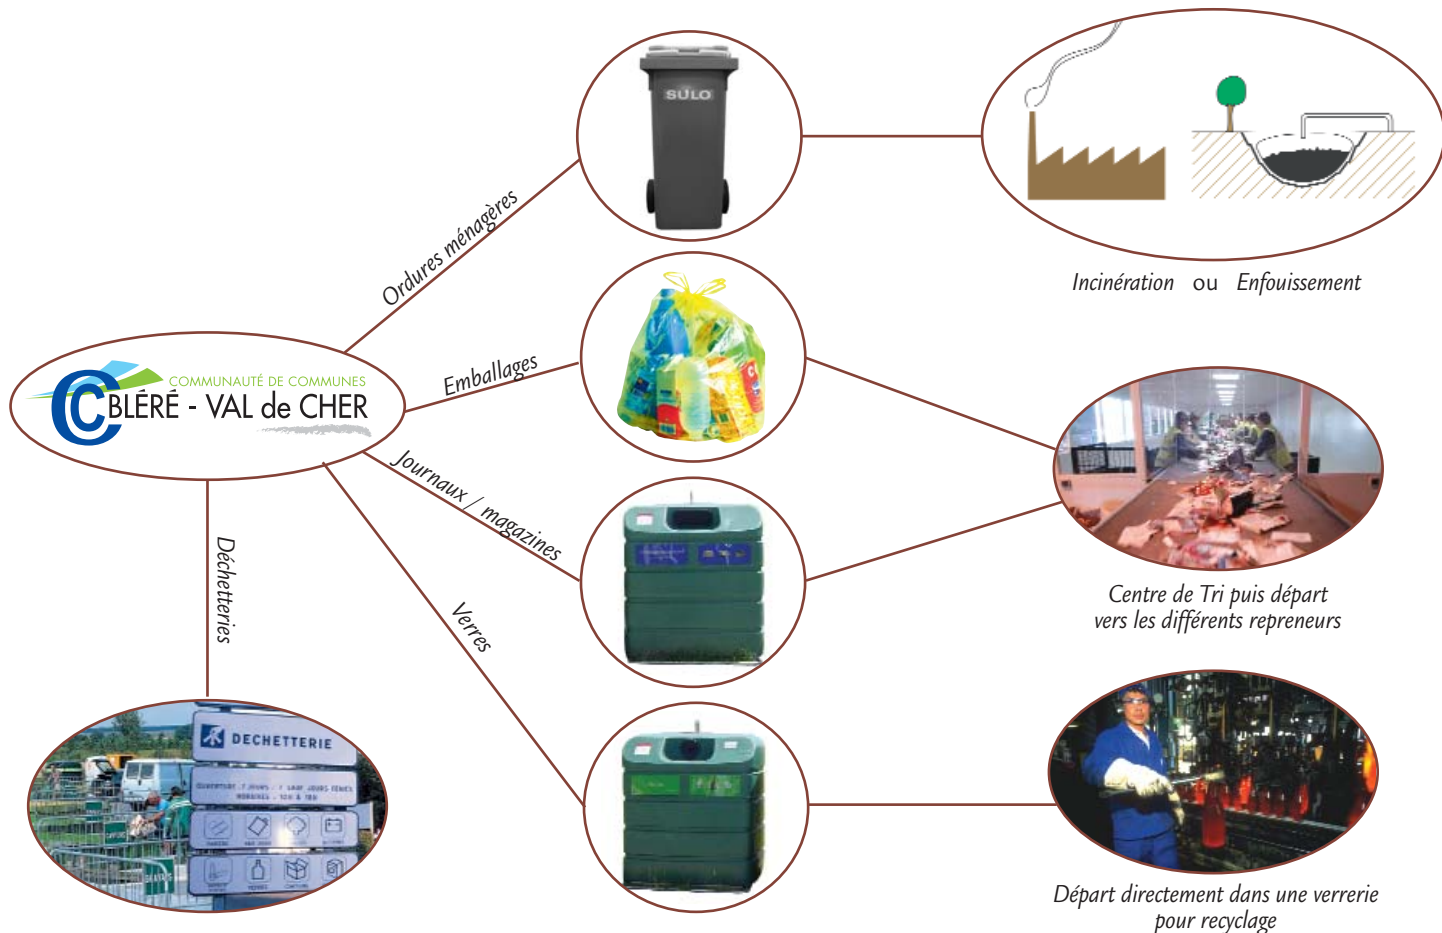 SULO
Incinération ou Enfouissement
Ordures ménagères
COMMUNAUTÉ DE COMMUNES
CC BLÉRÉ - VAL de CHER
Emballages
Journaux / magazines
Verres
Déchetteries
Centre de Tri puis départ
vers les différents repreneurs
DECHETTERIE
Départ directement dans une verrerie
pour recyclage